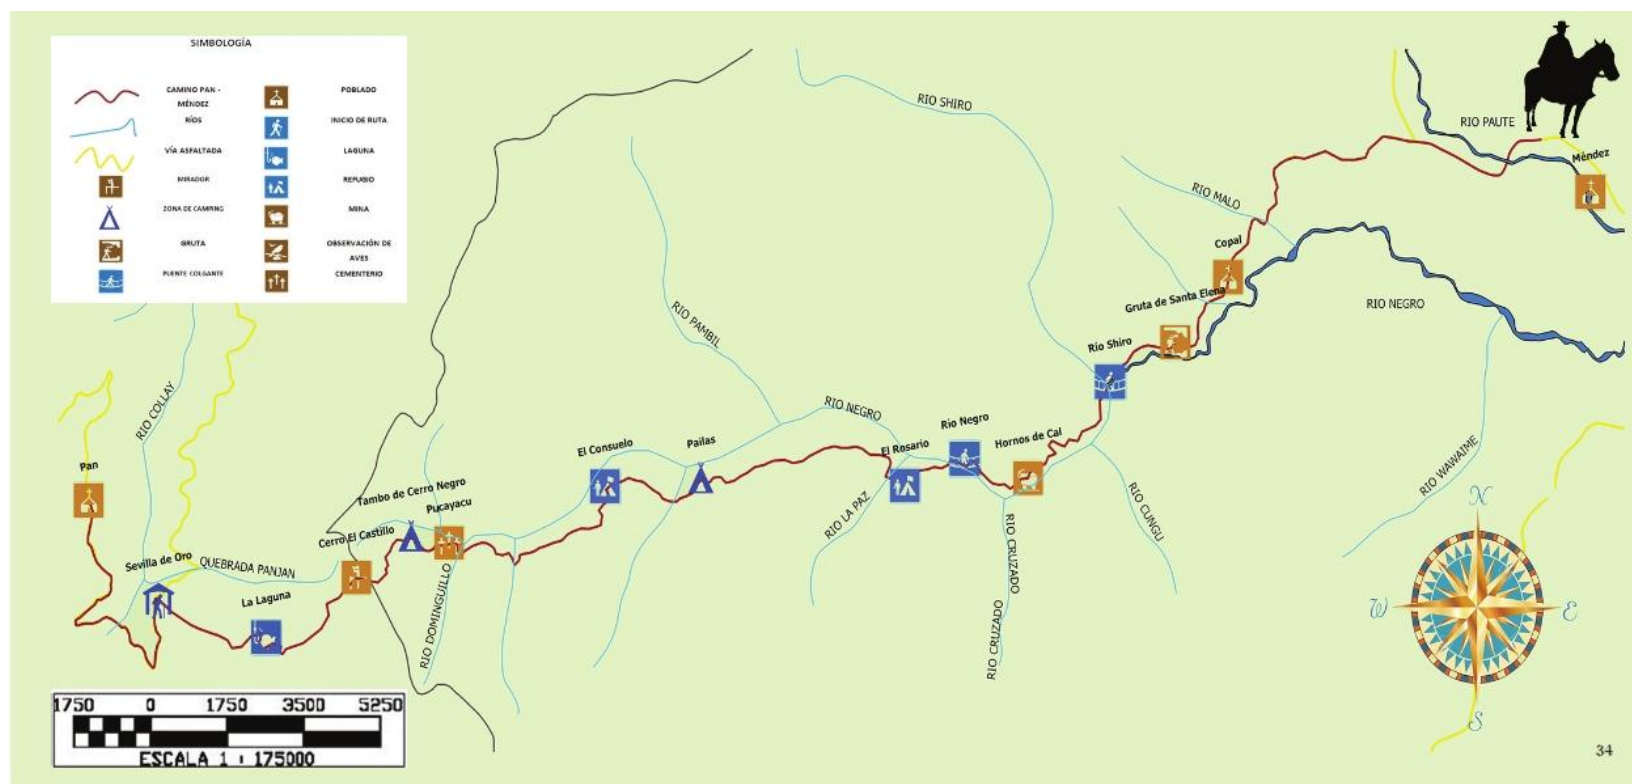 SIMBOLOGÍA
CAMINO PAN -
MÉNDEZ
RÍOS
VÍA ASFALTADA
MIRADOR
ZONA DE CAMPING
GRUTA
PUENTE COLGANTE
POBLADO
INICIO DE RUTA
LAGUNA
REFUGIO
MINA
OBSERVACIÓN DE
AVES
CEMENTERIO
RIO SHIRO
RIO PAUTE
Méndez
RIO MALO
Copal
Gruta de Santa Elena
RIO NEGRO
RIO PAMBIL
Río Shiro
RIO COLLAY
RIO NEGRO
Río Negro
Hornos de Cal
El Consuelo
Pailas
El Rosario
Pan
RIO WAWAIME
Tambo de Cerro Negro
Pucayacu
Cerro El Castillo
RIO LA PAZ
RIO CUNGU
RIO CRUZADO
Sevilla de Oro
QUEBRADA PANJAN
La Laguna
RIO DOMINGUILLO
RIO CRUZADO
N
W
E
S
1750 0 1750 3500 5250
ESCALA 1 : 175000
34